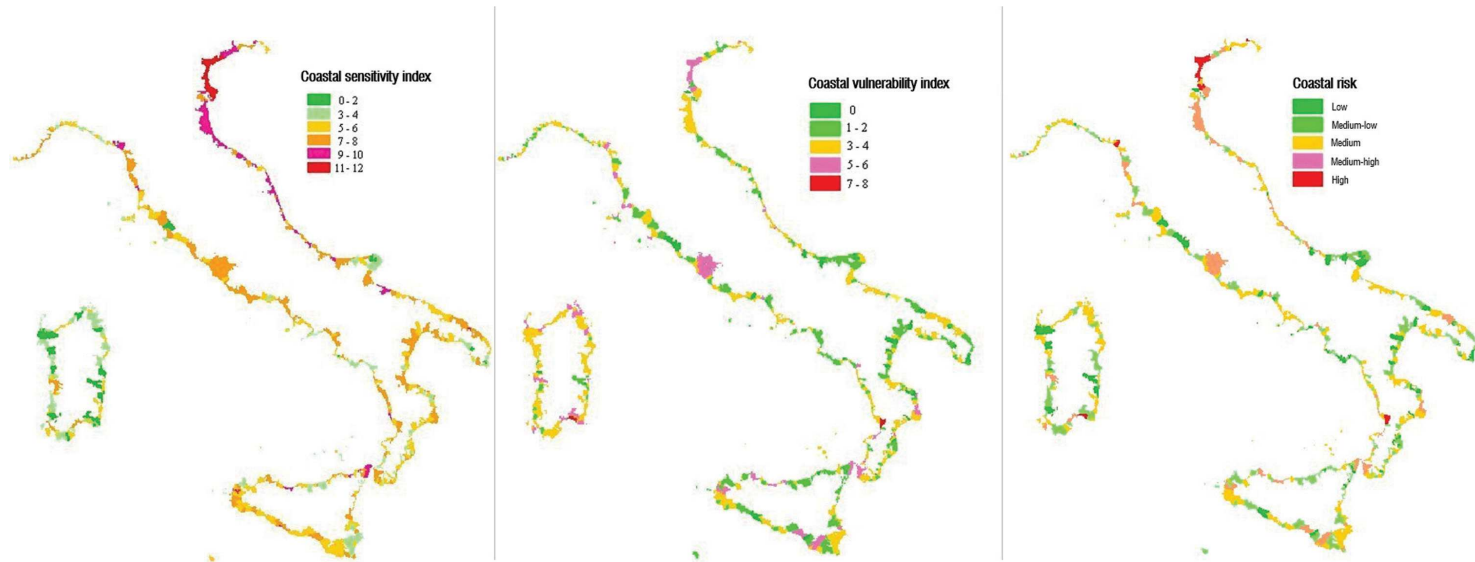 Coastal sensitivity index
0 - 2
3 - 4
5 - 6
7 - 8
9 - 10
11 - 12
Coastal vulnerability index
0
1 - 2
3 - 4
5 - 6
7 - 8
Coastal risk
Low
Medium-low
Medium
Medium-high
High